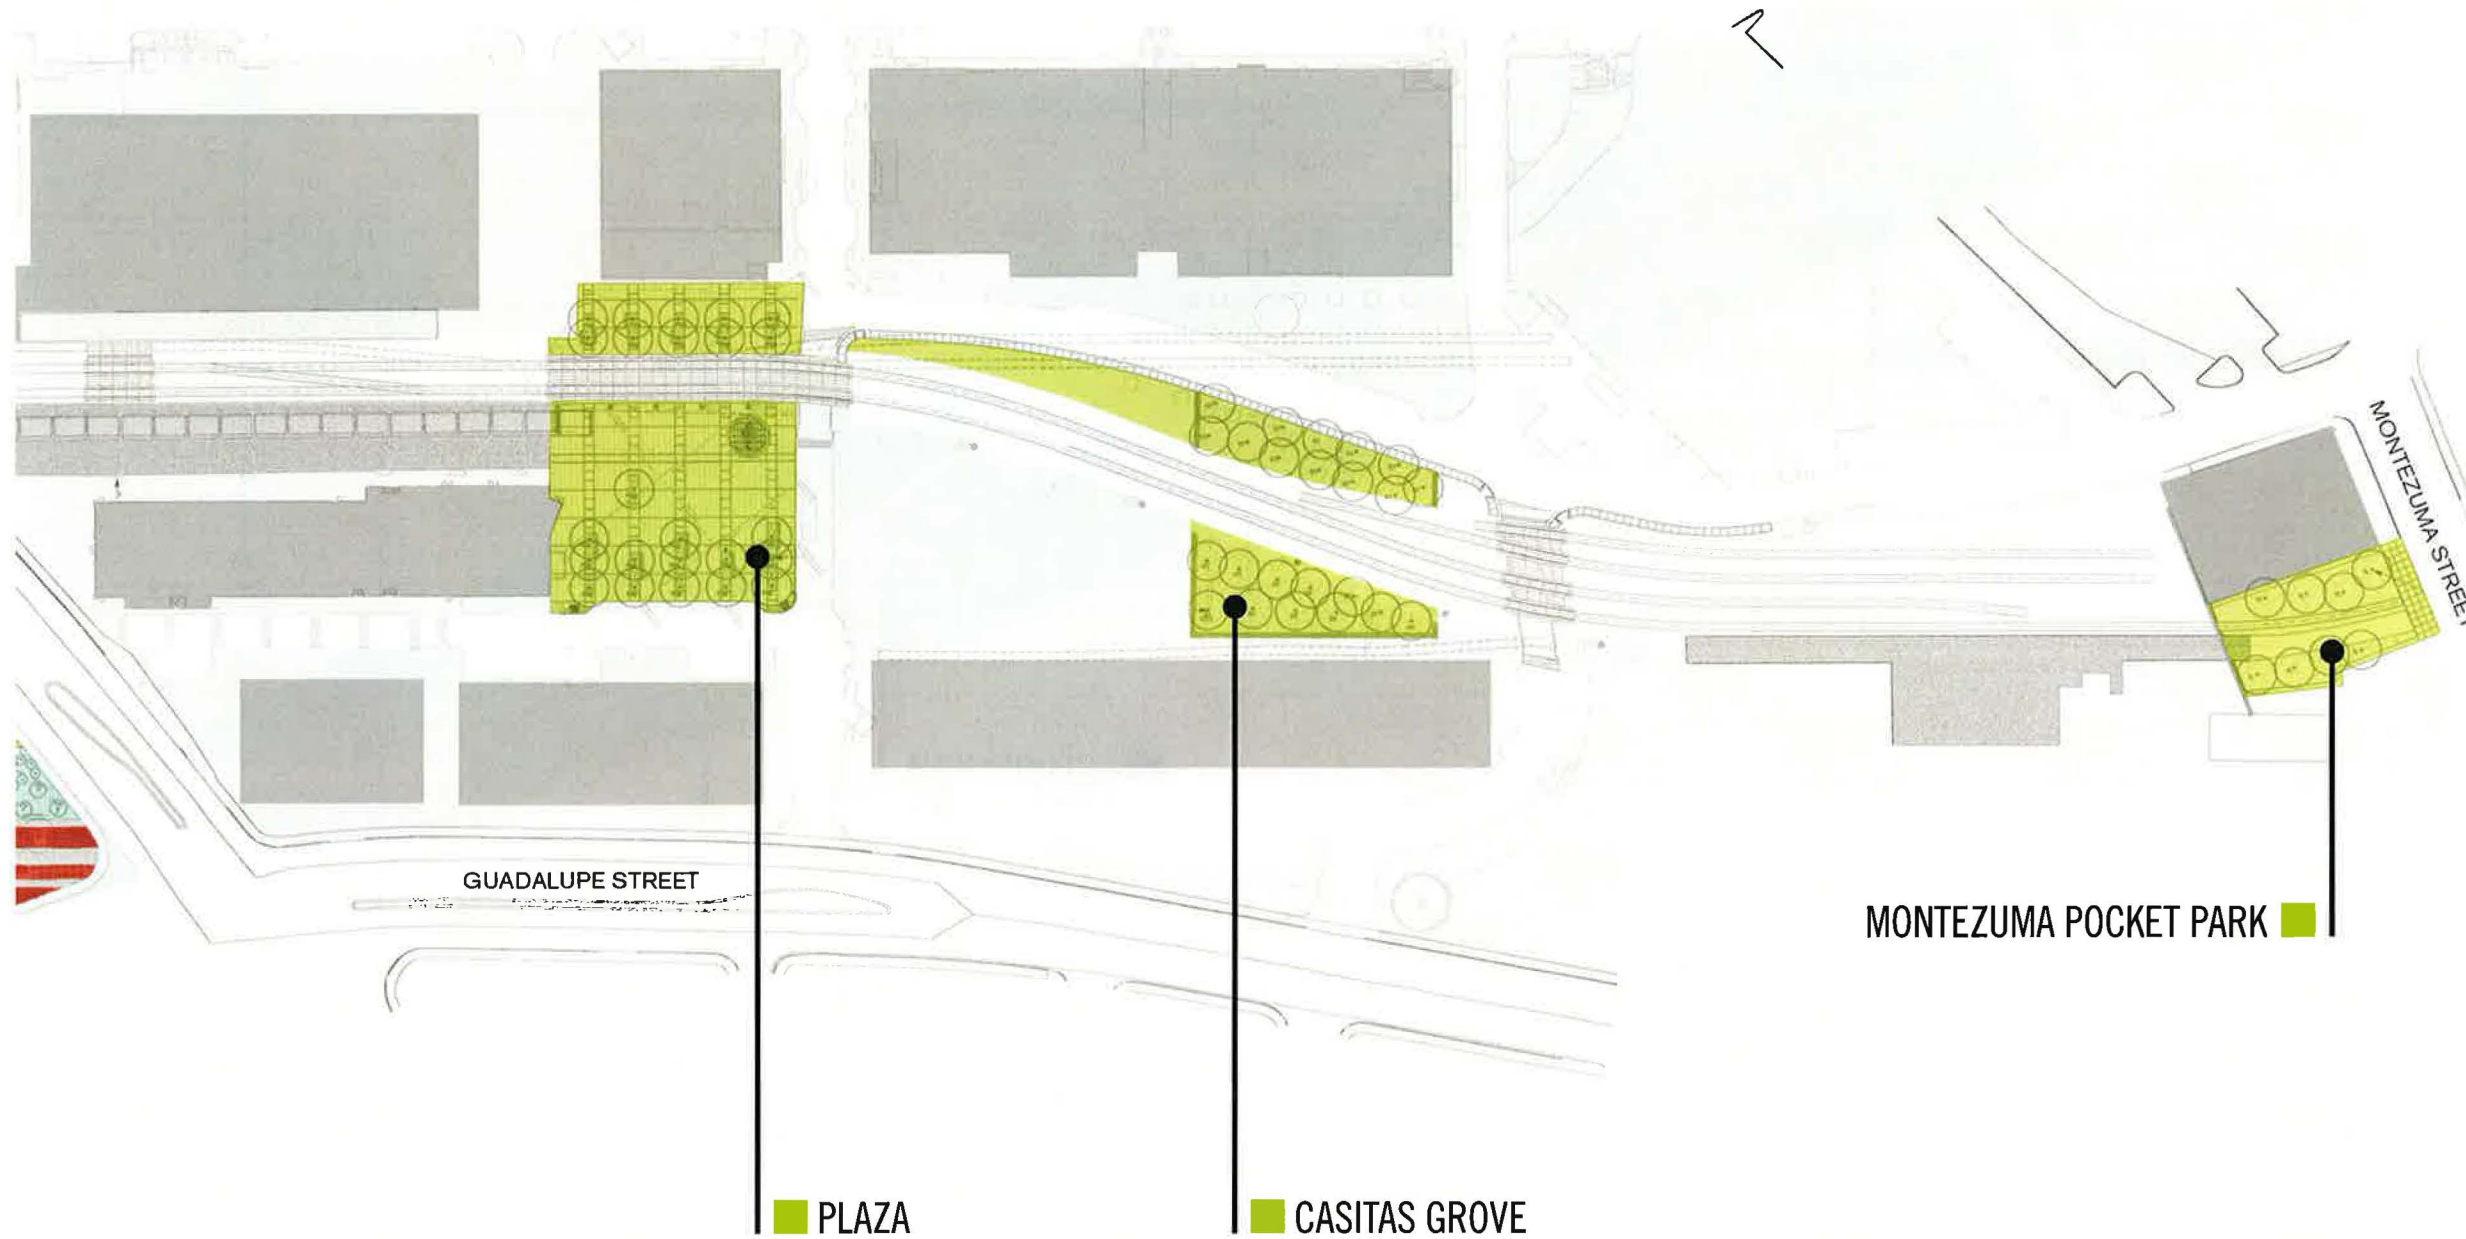 MONTEZUMA STREET
GUADALUPE STREET
MONTEZUMA POCKET PARK
PLAZA
CASITAS GROVE